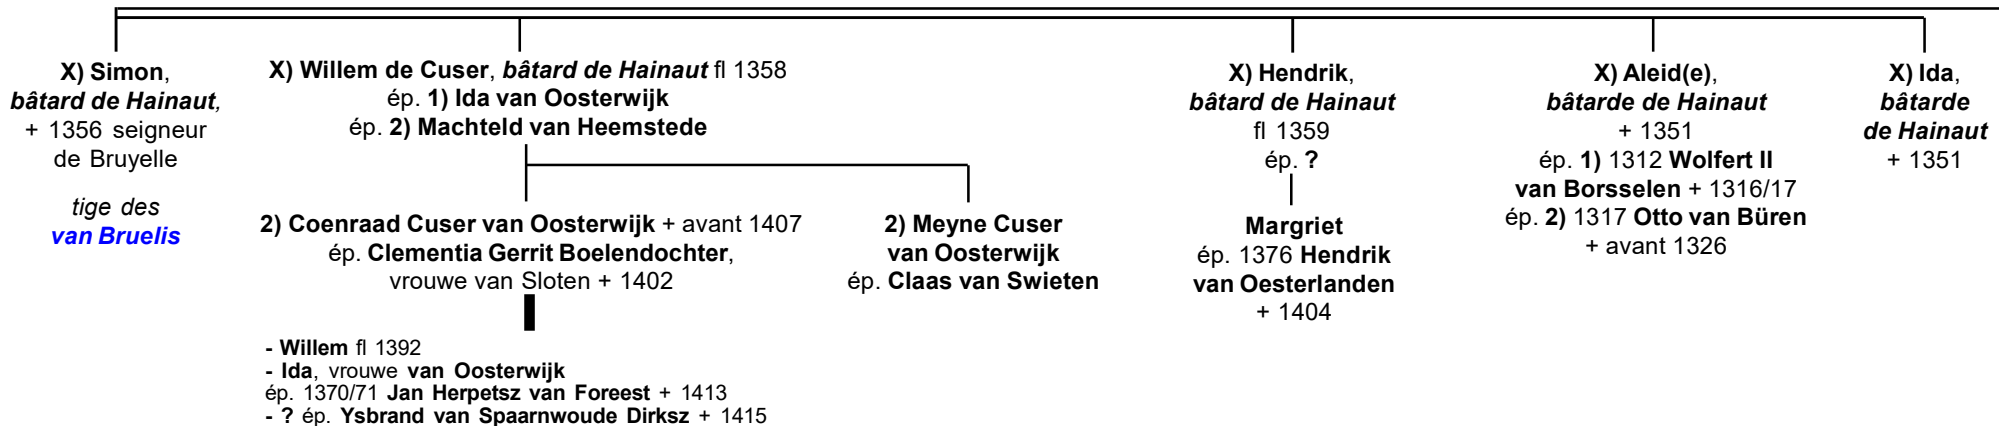 X) Simon,
bâtard de Hainaut,
+ 1356 seigneur
de Bruyelle
tige des
van Bruelis
X) Willem de Cuser, bâtard de Hainaut fl 1358
ép. 1) Ida van Oosterwijk
ép. 2) Machteld van Heemstede
2) Coenraad Cuser van Oosterwijk + avant 1407
ép. Clementia Gerrit Boelendochter,
vrouwe van Sloten + 1402
- Willem fl 1392
- Ida, vrouwe van Oosterwijk
ép. 1370/71 Jan Herpetsz van Foreest + 1413
- ? ép. Ysbrand van Spaarnwoude Dirksz + 1415
2) Meyne Cuser
van Oosterwijk
ép. Claas van Swieten
X) Hendrik,
bâtard de Hainaut
fl 1359
ép. ?
Margriet
ép. 1376 Hendrik
van Oesterlanden
+ 1404
X) Aleid(e),
bâtarde de Hainaut
+ 1351
ép. 1) 1312 Wolfert II
van Borsselen + 1316/17
ép. 2) 1317 Otto van Büren
+ avant 1326
X) Ida,
bâtarde
de Hainaut
+ 1351